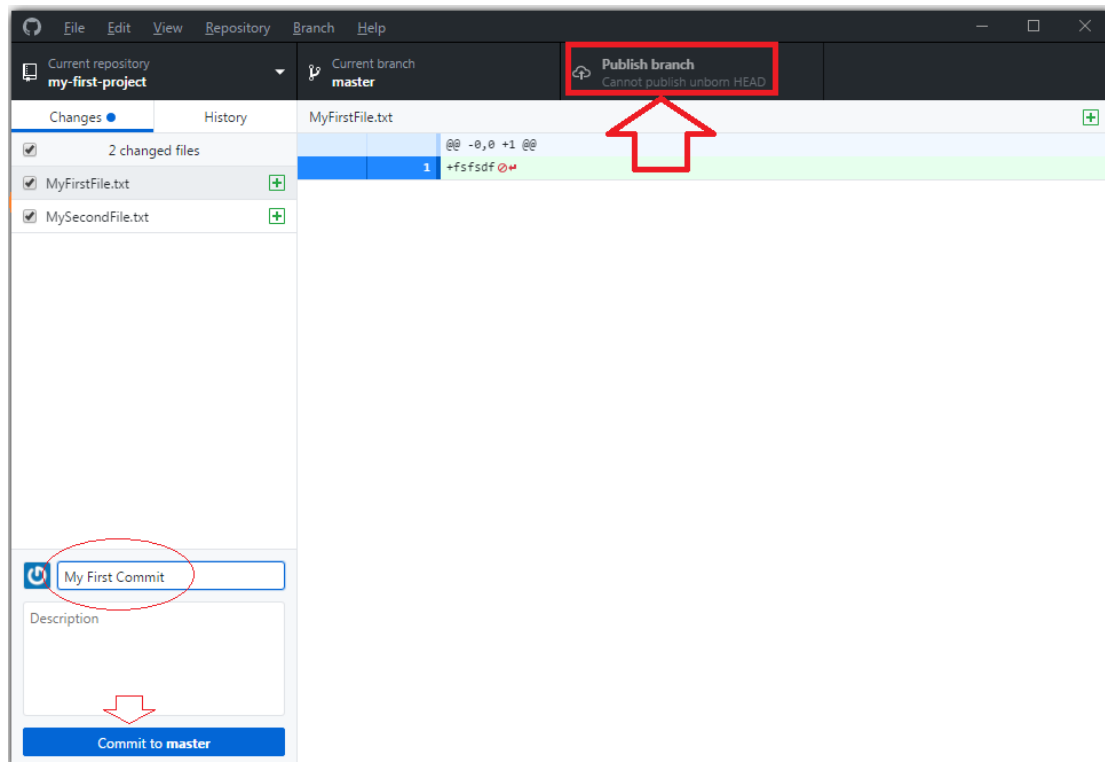 File Edit View Repository Branch Help
Current repository
my-first-project
Current branch
master
Publish branch
Cannot publish unborn HEAD
Changes History
MyFirstFile.txt
2 changed files
@@ -0,0 +1 @@
1 +fsfsdf
MyFirstFile.txt
MySecondFile.txt
My First Commit
Description
Commit to master